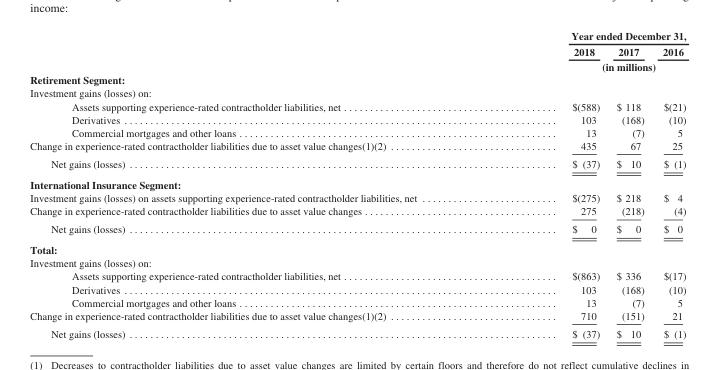 income:
Year ended December 31,
2018 2017 2016
(in millions)
Retirement Segment:
Investment gains (losses) on:
Assets supporting experience-rated contractholder liabilities, net $(588) $ 118 $(21)
Derivatives 103 (168) (10)
Commercial mortgages and other loans 13 (7) 5
Change in experience-rated contractholder liabilities due to asset value changes(1)(2) 435 67 25
Net gains (losses) $ (37) $ 10 $ (1)
International Insurance Segment:
Investment gains (losses) on assets supporting experience-rated contractholder liabilities, net $(275) $ 218 $ 4
Change in experience-rated contractholder liabilities due to asset value changes 275 (218) (4)
Net gains (losses) $ 0 $ 0 $ 0
Total:
Investment gains (losses) on:
Assets supporting experience-rated contractholder liabilities, net $(863) $ 336 $(17)
Derivatives 103 (168) (10)
Commercial mortgages and other loans 13 (7) 5
Change in experience-rated contractholder liabilities due to asset value changes(1)(2) 710 (151) 21
Net gains (losses) $ (37) $ 10 $ (1)
(1) Decreases to contractholder liabilities due to asset value changes are limited by certain floors and therefore do not reflect cumulative declines in